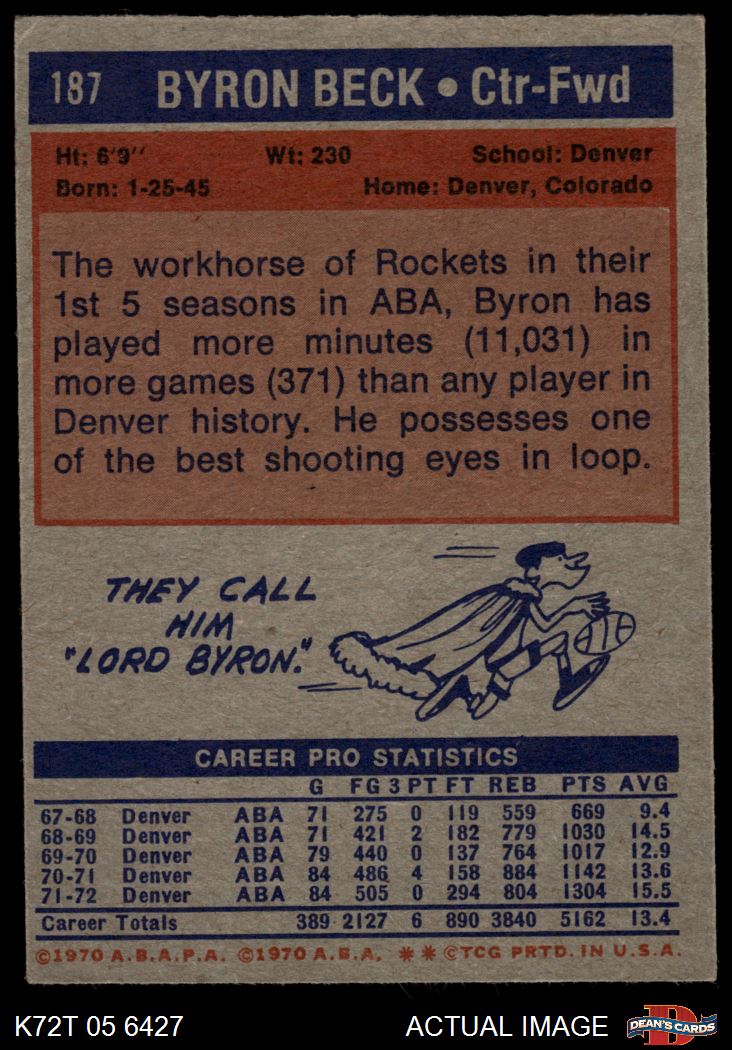 187 BYRON BECK • Ctr-Fwd
Ht: 6'9'' Wt: 230 School: Denver
Born: 1-25-45 Home: Denver, Colorado
The workhorse of Rockets in their
1st 5 seasons in ABA, Byron has
played more minutes (11,031) in
more games (371) than any player in
Denver history. He possesses one
of the best shooting eyes in loop.
THEY CALL
HIM
"LORD BYRON."
CAREER PRO STATISTICS
G FG 3 PT FT REB PTS AVG
67-68 Denver ABA 71 275 0 119 559 669 9.4
68-69 Denver ABA 71 421 2 182 779 1030 14.5
69-70 Denver ABA 79 440 0 137 764 1017 12.9
70-71 Denver ABA 84 486 4 158 884 1142 13.6
71-72 Denver ABA 84 505 0 294 804 1304 15.5
Career Totals 389 2127 6 890 3840 5162 13.4
©1970 A.B.A.P.A. ©1970 A.B.A. ** ©TCG PRTD. IN U.S.A.
K72T 05 6427 ACTUAL IMAGE DEAN'S CARDS